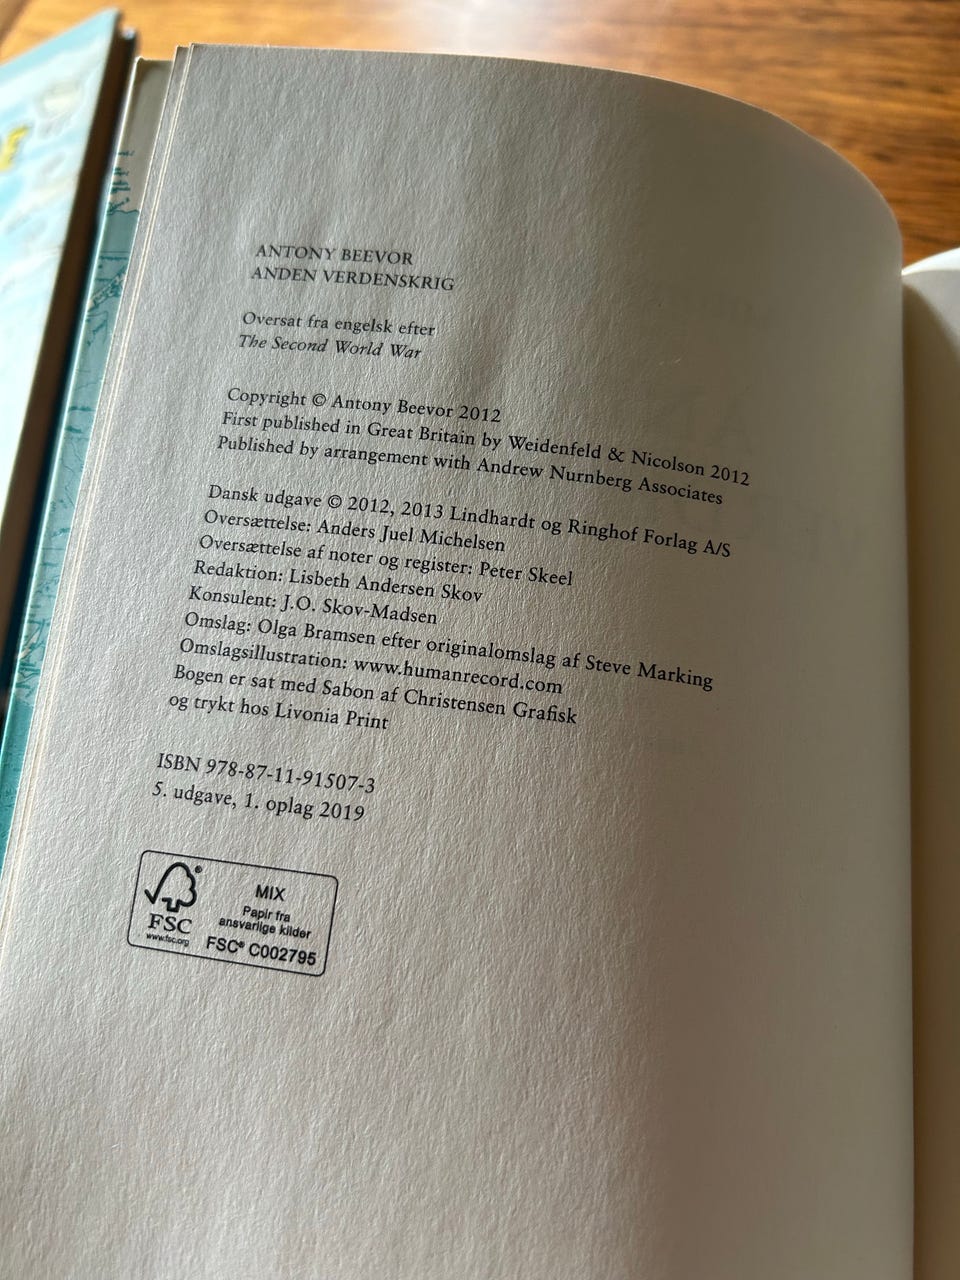 ANTONY BEEVOR
ANDEN VERDENSKRIG
Oversat fra engelsk efter
The Second World War
Copyright © Antony Beevor 2012
First published in Great Britain by Weidenfeld & Nicolson 2012
Published by arrangement with Andrew Nurnberg Associates
Dansk udgave © 2012, 2013 Lindhardt og Ringhof Forlag A/S
Oversættelse: Anders Juel Michelsen
Oversættelse af noter og register: Peter Skeel
Redaktion: Lisbeth Andersen Skov
Konsulent: J.O. Skov-Madsen
Omslag: Olga Bramsen efter originalomslag af Steve Marking
Omslagsillustration: www.humanrecord.com
Bogen er sat med Sabon af Christensen Grafisk
og trykt hos Livonia Print
ISBN 978-87-11-91507-3
5. udgave, 1. oplag 2019
®
FSC
www.fsc.org
MIX
Papir fra
ansvarlige kilder
FSC® C002795